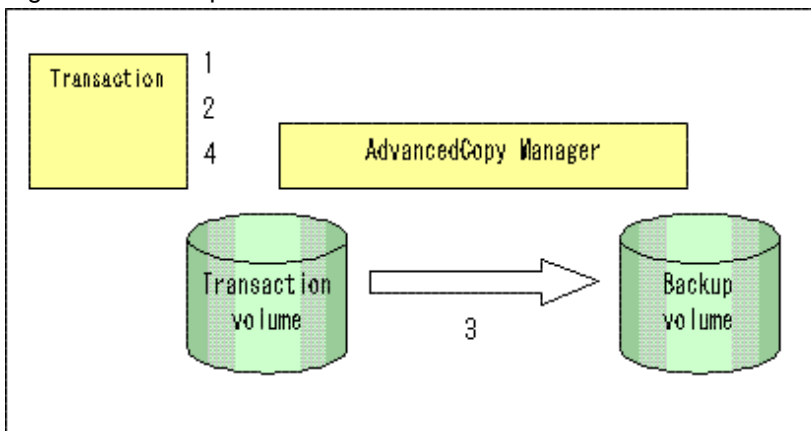 Transaction
1
2
4
AdvancedCopy Manager
Transaction
volume
3
Backup
volume